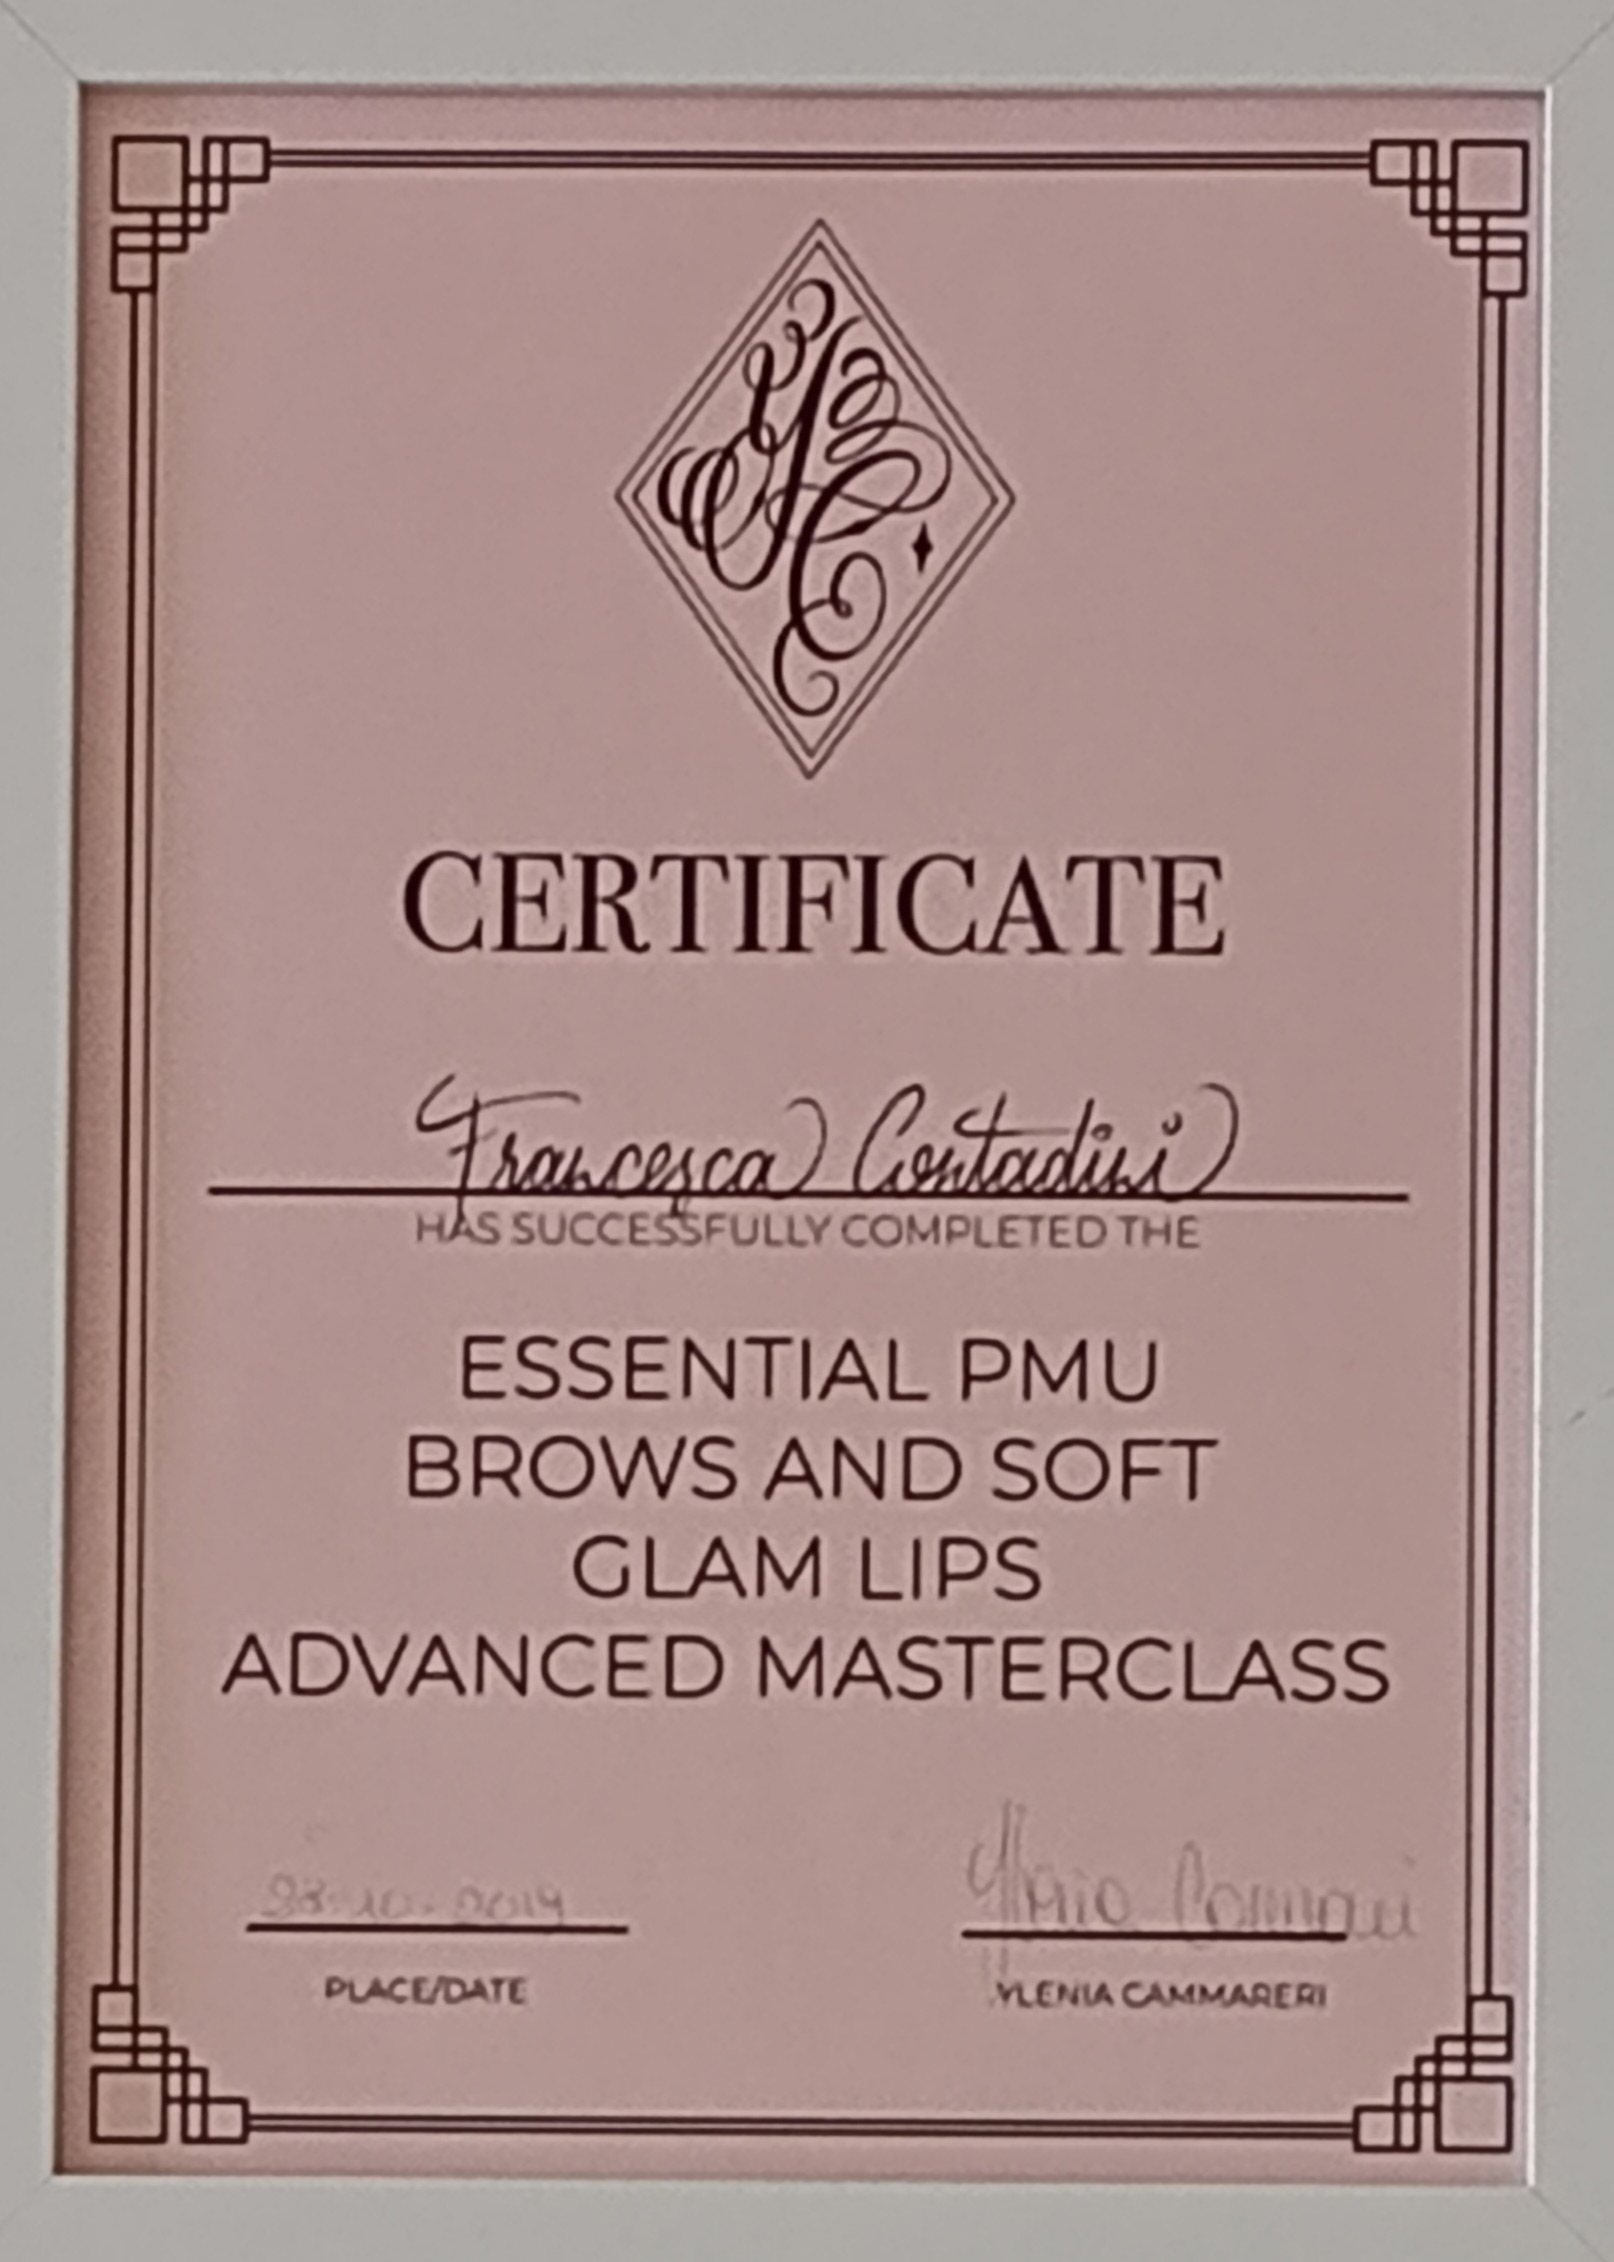 YC
CERTIFICATE
Francesca Contadini
HAS SUCCESSFULLY COMPLETED THE
ESSENTIAL PMU
BROWS AND SOFT
GLAM LIPS
ADVANCED MASTERCLASS
PLACE/DATE
YLENIA CAMMARERI